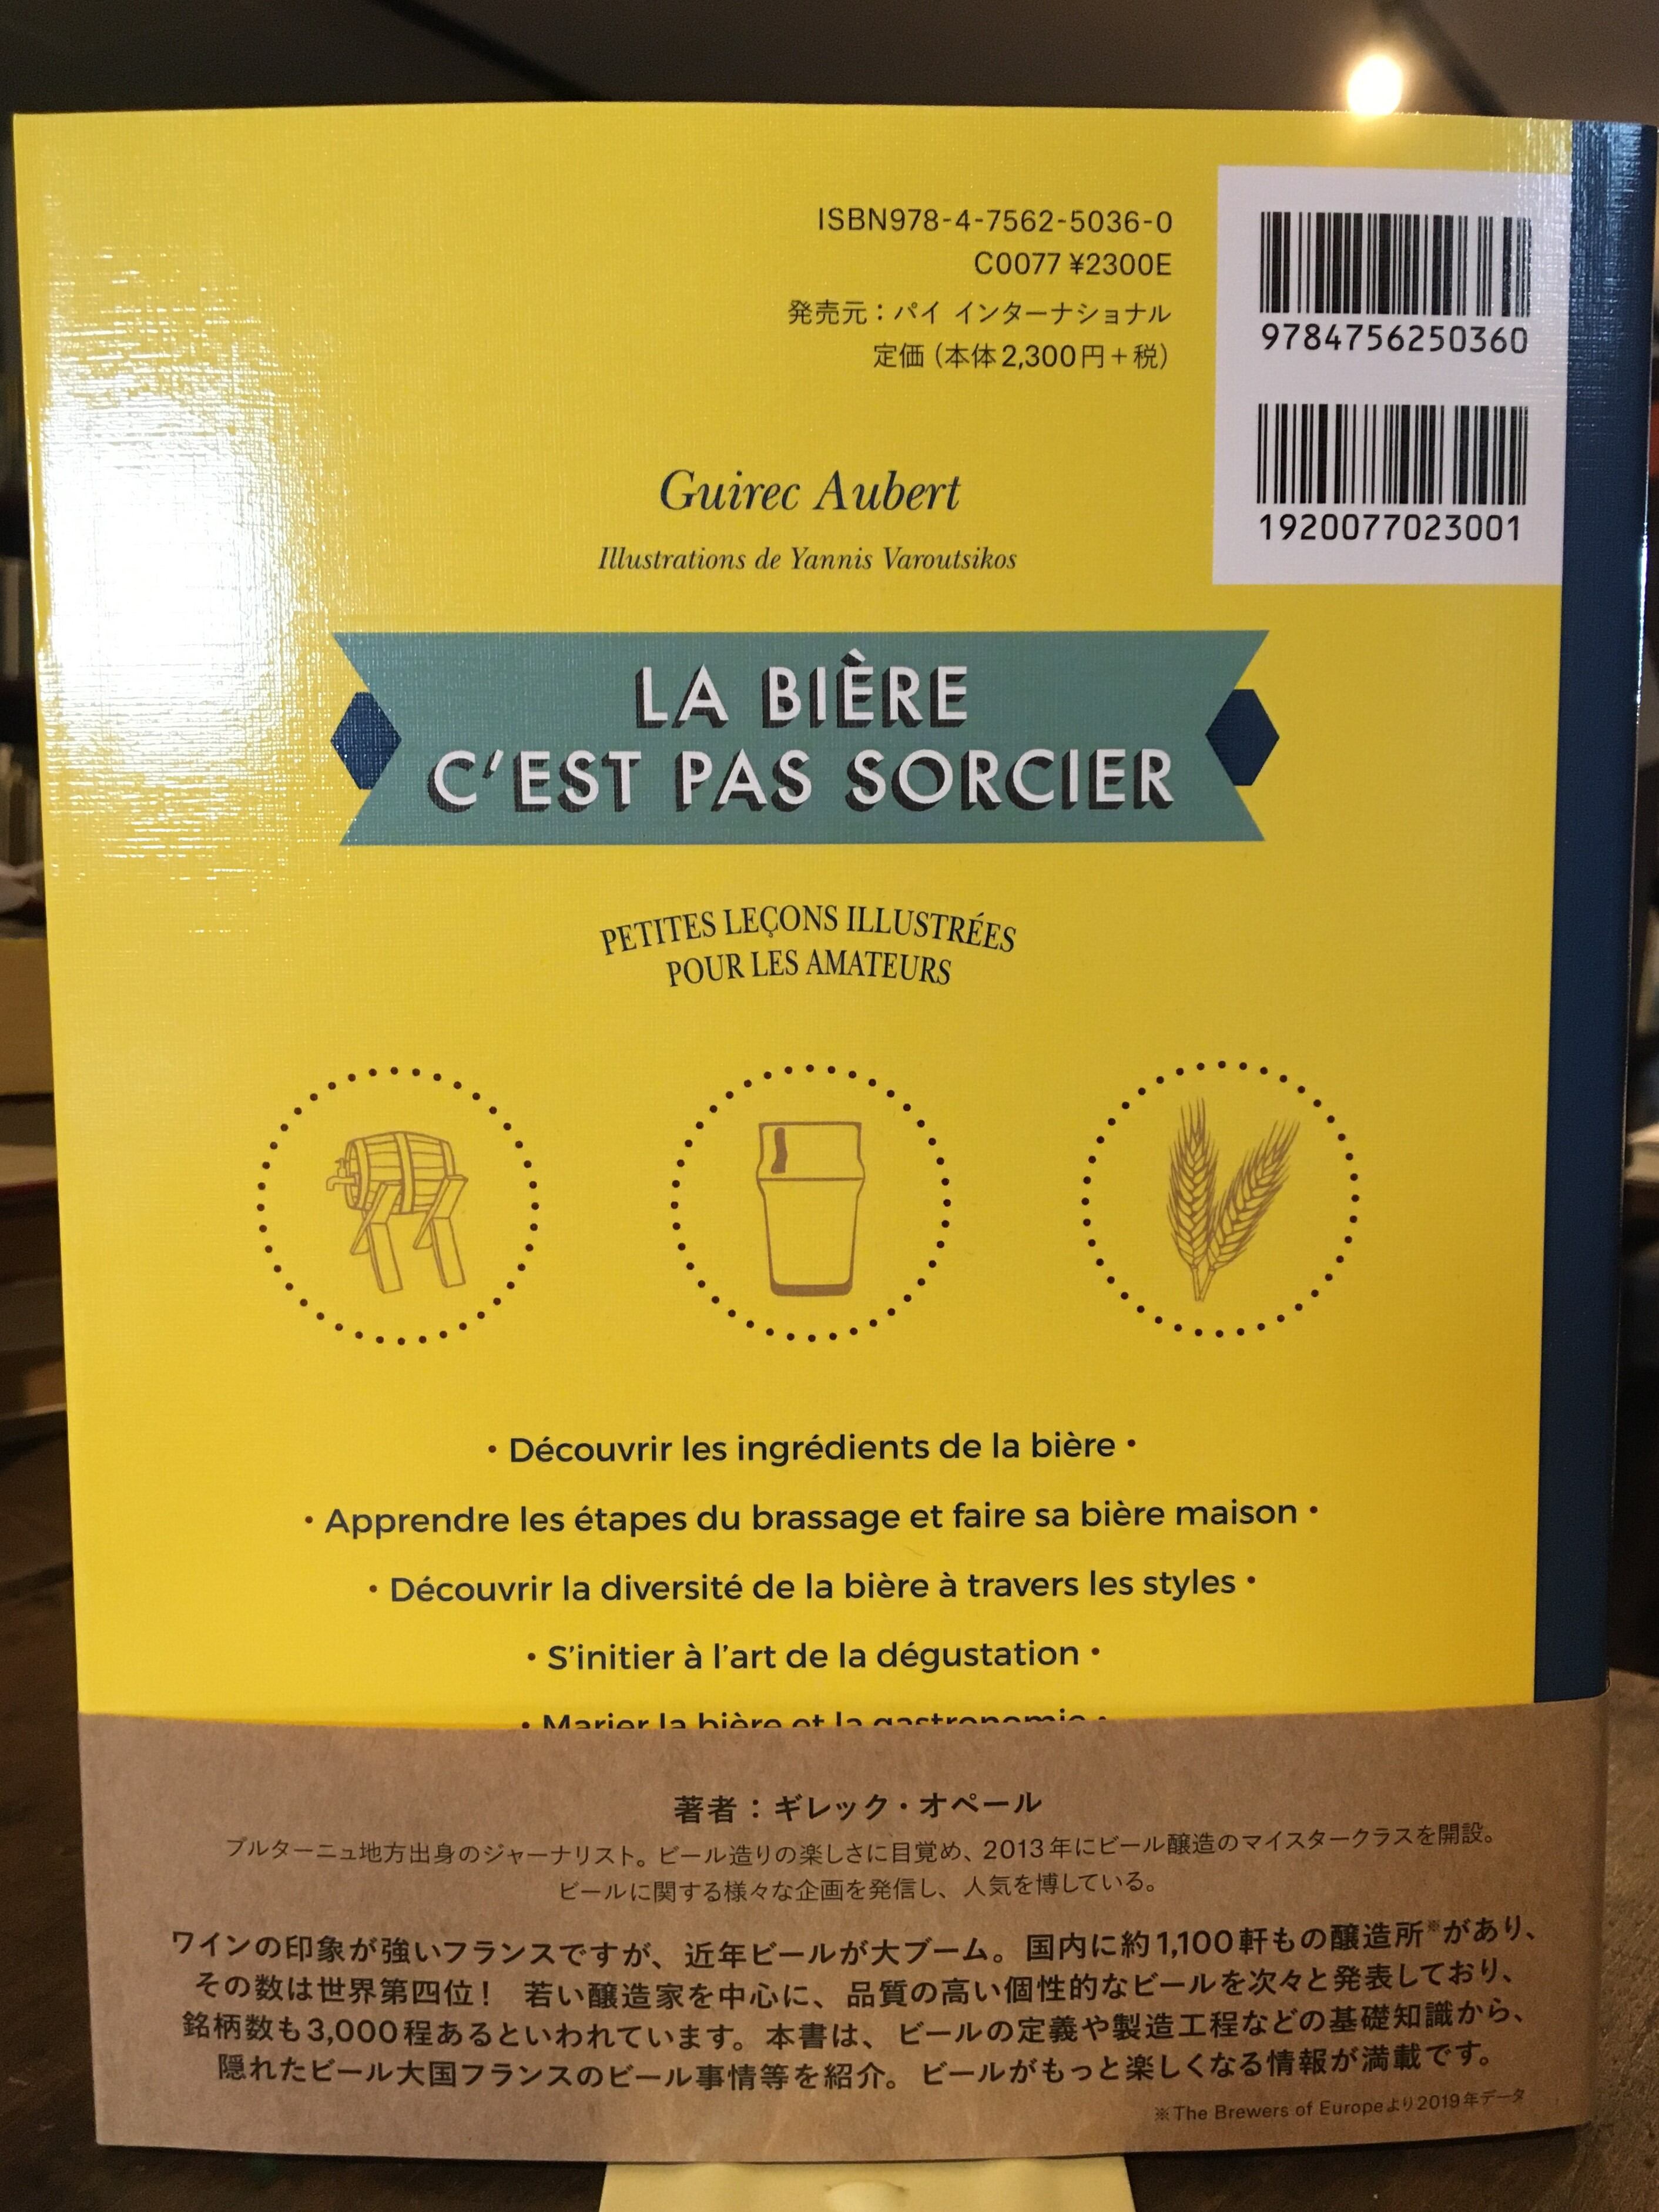 ISBN978-4-7562-5036-0
C0077 ¥2300E
発売元：パイ インターナショナル
定価（本体2,300円＋税）
9784756250360
1920077023001
Guirec Aubert
Illustrations de Yannis Varoutsikos
LA BIÈRE
C'EST PAS SORCIER
PETITES LEÇONS ILLUSTRÉES
POUR LES AMATEURS
• Découvrir les ingrédients de la bière •
• Apprendre les étapes du brassage et faire sa bière maison •
• Découvrir la diversité de la bière à travers les styles •
• S'initier à l'art de la dégustation •
• Marier la bière et la gastronomie •
著者：ギレック・オペール
ブルターニュ地方出身のジャーナリスト。ビール造りの楽しさに目覚め、2013年にビール醸造のマイスタークラスを開設。
ビールに関する様々な企画を発信し、人気を博している。
ワインの印象が強いフランスですが、近年ビールが大ブーム。国内に約1,100軒もの醸造所※があり、
その数は世界第四位！ 若い醸造家を中心に、品質の高い個性的なビールを次々と発表しており、
銘柄数も3,000程あるといわれています。本書は、ビールの定義や製造工程などの基礎知識から、
隠れたビール大国フランスのビール事情等を紹介。ビールがもっと楽しくなる情報が満載です。
※The Brewers of Europeより2019年データ